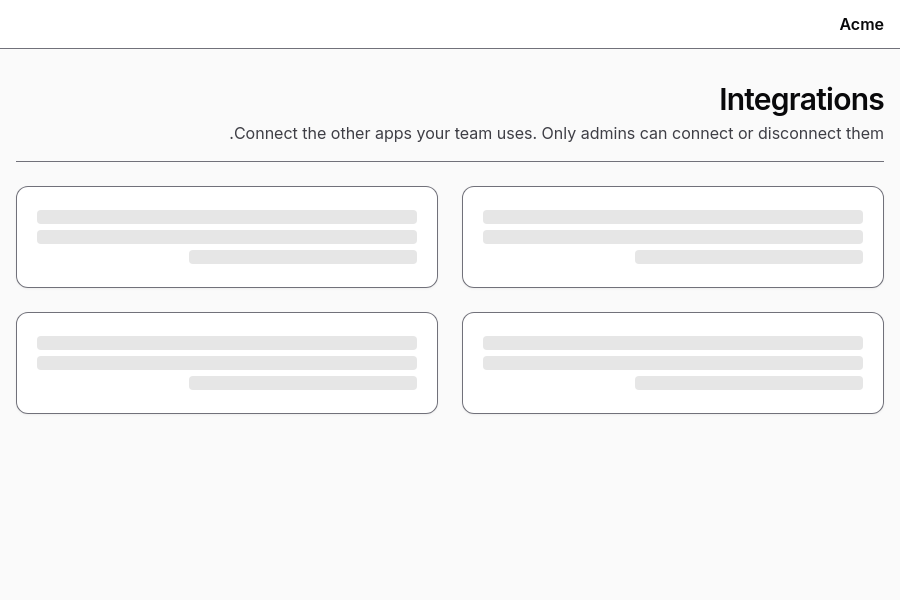 Acme
Integrations
Connect the other apps your team uses. Only admins can connect or disconnect them.